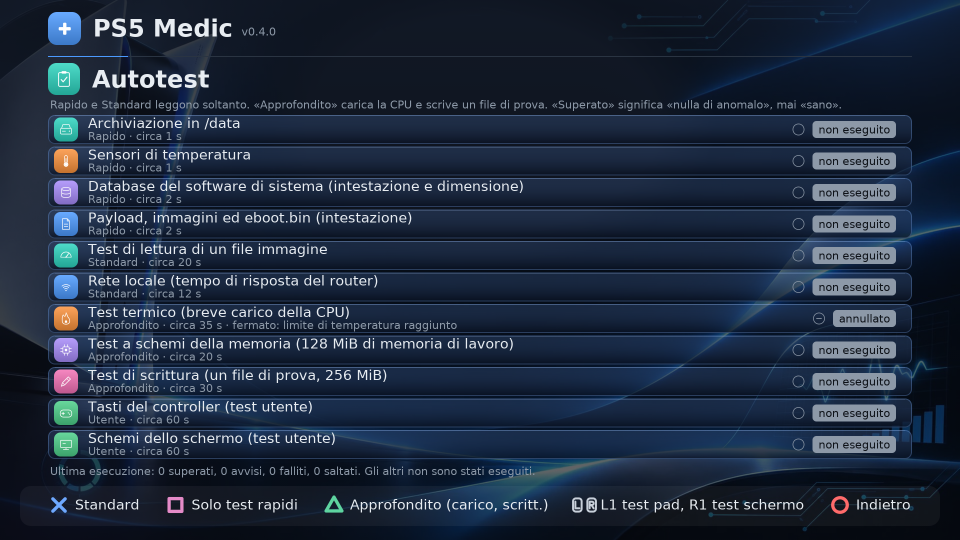 PS5 Medic v0.4.0
Autotest
Rapido e Standard leggono soltanto. «Approfondito» carica la CPU e scrive un file di prova. «Superato» significa «nulla di anomalo», mai «sano».
Archiviazione in /data
Rapido · circa 1 s
non eseguito
Sensori di temperatura
Rapido · circa 1 s
non eseguito
Database del software di sistema (intestazione e dimensione)
Rapido · circa 2 s
non eseguito
Payload, immagini ed eboot.bin (intestazione)
Rapido · circa 2 s
non eseguito
Test di lettura di un file immagine
Standard · circa 20 s
non eseguito
Rete locale (tempo di risposta del router)
Standard · circa 12 s
non eseguito
Test termico (breve carico della CPU)
Approfondito · circa 35 s · fermato: limite di temperatura raggiunto
annullato
Test a schemi della memoria (128 MiB di memoria di lavoro)
Approfondito · circa 20 s
non eseguito
Test di scrittura (un file di prova, 256 MiB)
Approfondito · circa 30 s
non eseguito
Tasti del controller (test utente)
Utente · circa 60 s
non eseguito
Schemi dello schermo (test utente)
Utente · circa 60 s
non eseguito
Ultima esecuzione: 0 superati, 0 avvisi, 0 falliti, 0 saltati. Gli altri non sono stati eseguiti.
Standard Solo test rapidi Approfondito (carico, scritt.) L R L1 test pad, R1 test schermo Indietro